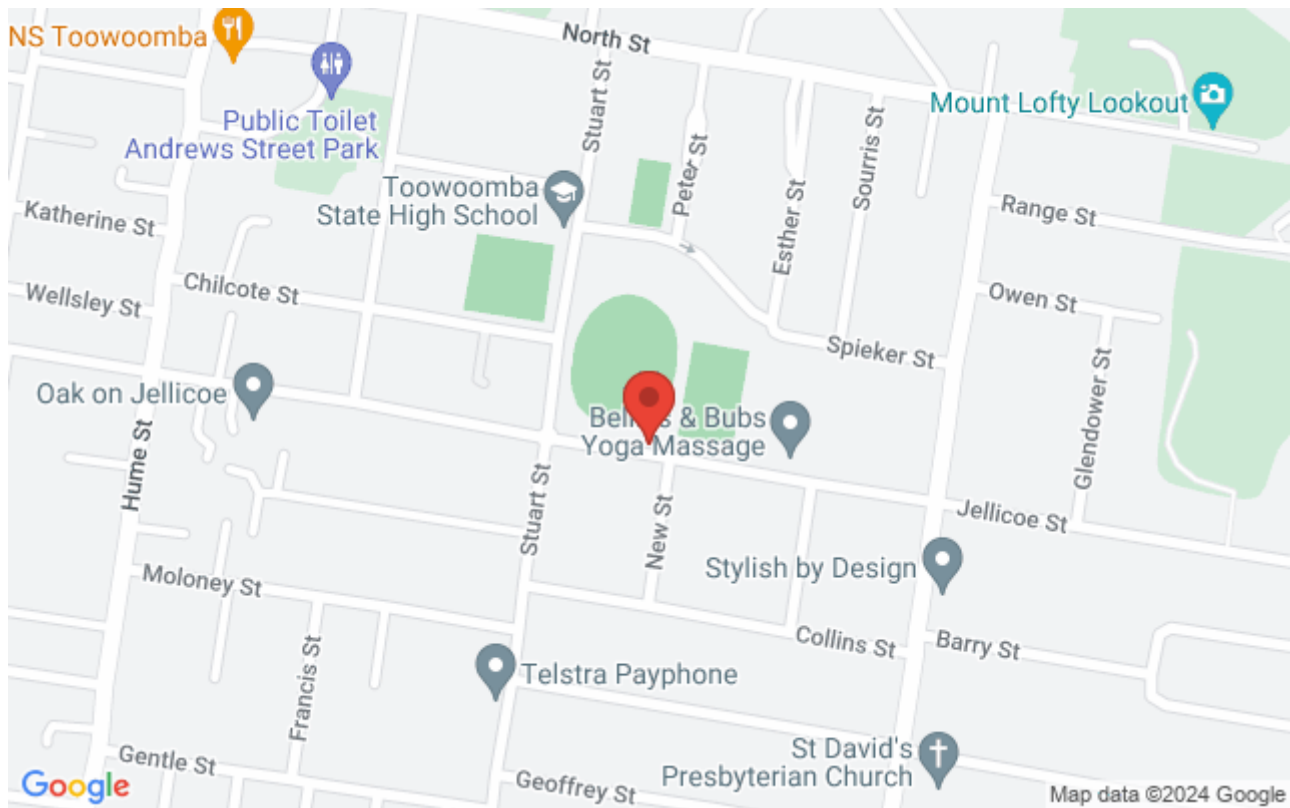 NS Toowoomba
North St
Stuart St
Public Toilet
Andrews Street Park
Mount Lofty Lookout
Peter St
Sourris St
Toowoomba
State High School
Esther St
Range St
Katherine St
Chilcote St
Wellsley St
Owen St
Spieker St
Glendower St
Oak on Jellicoe
& Bubs
Yoga Massage
Hume St
Stuart St
New St
Jellicoe St
Stylish by Design
Moloney St
Collins St
Barry St
Francis St
Telstra Payphone
St David's
Presbyterian Church
Gentle St
Geoffrey St
Google
Map data ©2024 Google